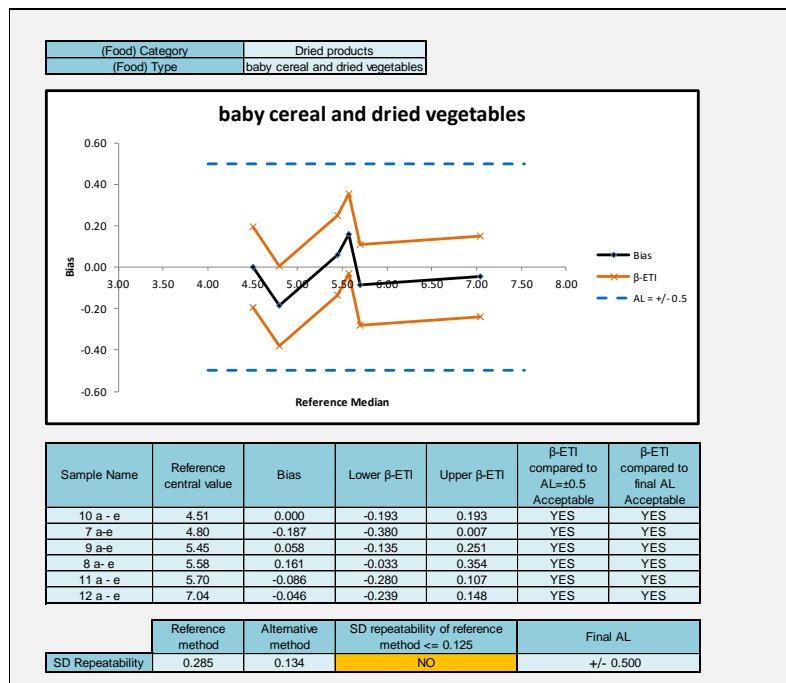 (Food) Category Dried products
(Food) Type baby cereal and dried vegetables
baby cereal and dried vegetables
0.60
0.40
0.20
0.00
-0.20
-0.40
-0.60
3.00 3.50 4.00 4.50 5.00 5.50 6.00 6.50 7.00 7.50 8.00
Bias
Reference Median
Bias
β-ETI
AL = +/- 0.5
Sample Name Reference central value Bias Lower β-ETI Upper β-ETI β-ETI compared to AL=±0.5 Acceptable β-ETI compared to final AL Acceptable
10 a - e 4.51 0.000 -0.193 0.193 YES YES
7 a-e 4.80 -0.187 -0.380 0.007 YES YES
9 a-e 5.45 0.058 -0.135 0.251 YES YES
8 a- e 5.58 0.161 -0.033 0.354 YES YES
11 a - e 5.70 -0.086 -0.280 0.107 YES YES
12 a - e 7.04 -0.046 -0.239 0.148 YES YES
Reference method Alternative method SD repeatability of reference method <= 0.125 Final AL
SD Repeatability 0.285 0.134 NO +/- 0.500